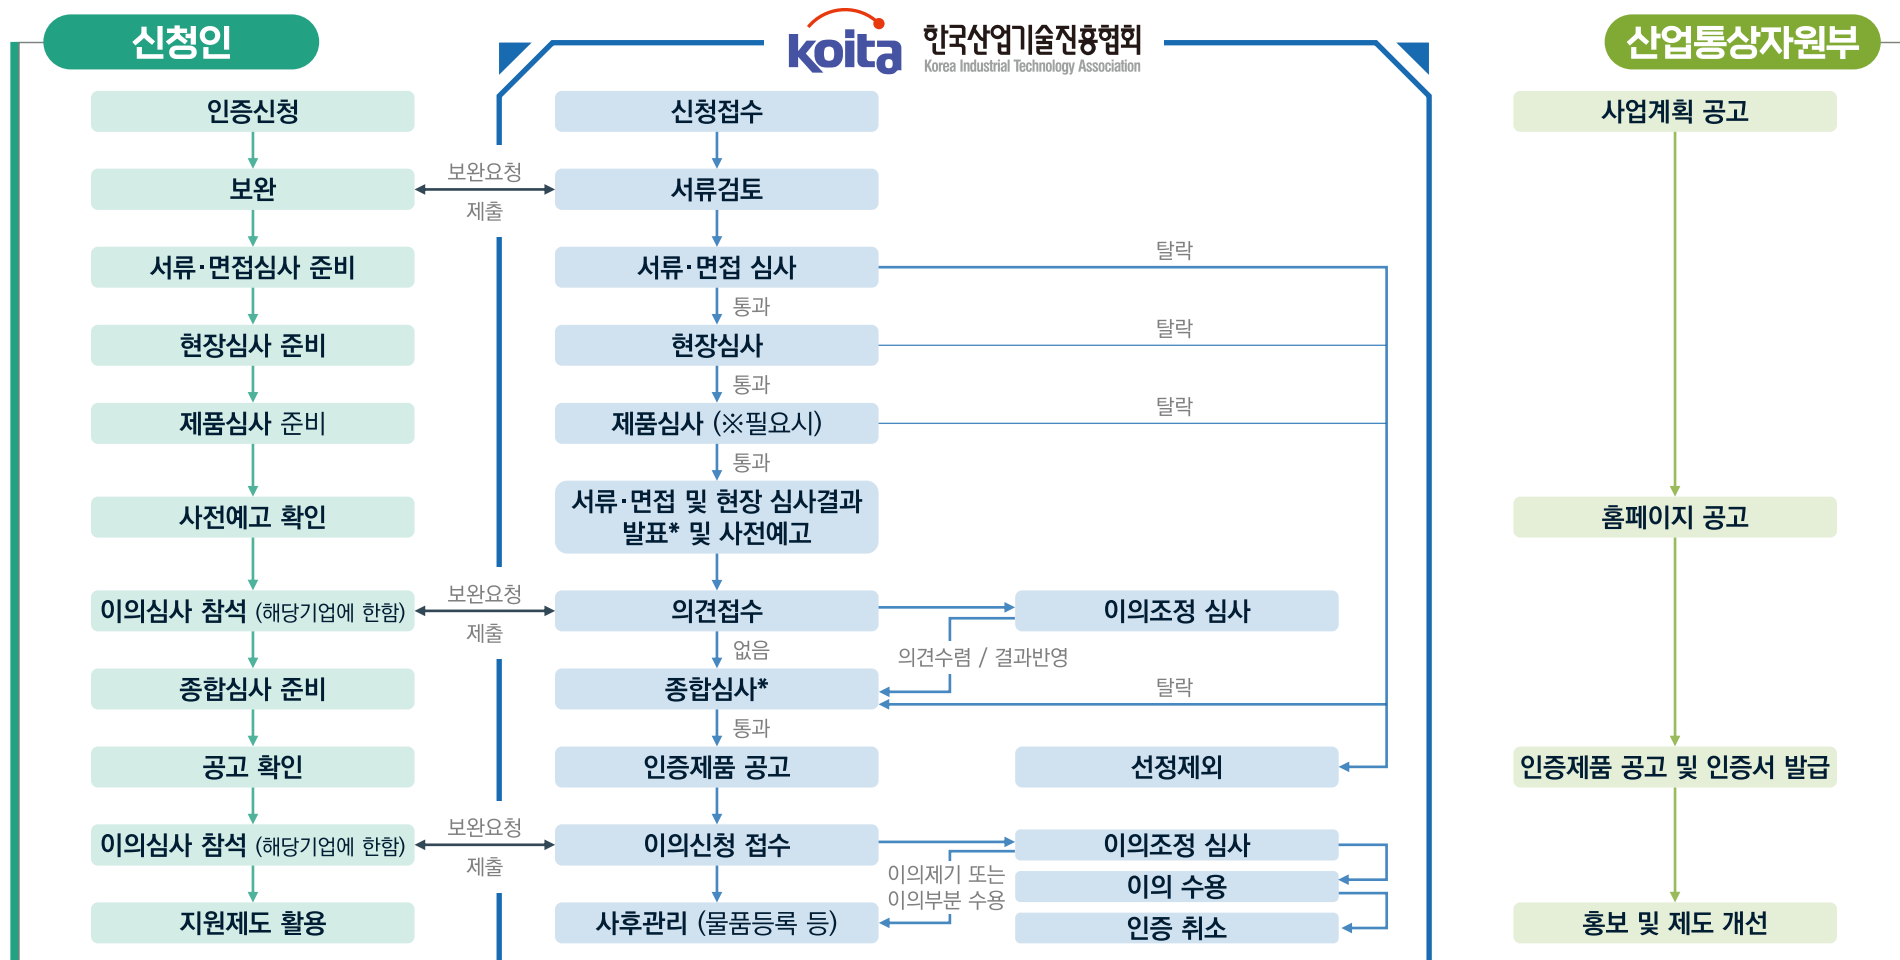 신청인
koita 한국산업기술진흥협회
Korea Industrial Technology Association
산업통상자원부
인증신청
신청접수
사업계획 공고
보완
보완요청
제출
서류검토
서류·면접심사 준비
서류·면접 심사
탈락
통과
현장심사 준비
현장심사
탈락
통과
제품심사 준비
제품심사 (※필요시)
탈락
통과
사전예고 확인
서류·면접 및 현장 심사결과
발표* 및 사전예고
홈페이지 공고
이의심사 참석 (해당기업에 한함)
보완요청
제출
의견접수
이의조정 심사
없음
의견수렴 / 결과반영
종합심사 준비
종합심사*
탈락
통과
공고 확인
인증제품 공고
선정제외
인증제품 공고 및 인증서 발급
이의심사 참석 (해당기업에 한함)
보완요청
제출
이의신청 접수
이의조정 심사
이의제기 또는
이의부분 수용
이의 수용
지원제도 활용
사후관리 (물품등록 등)
인증 취소
홍보 및 제도 개선